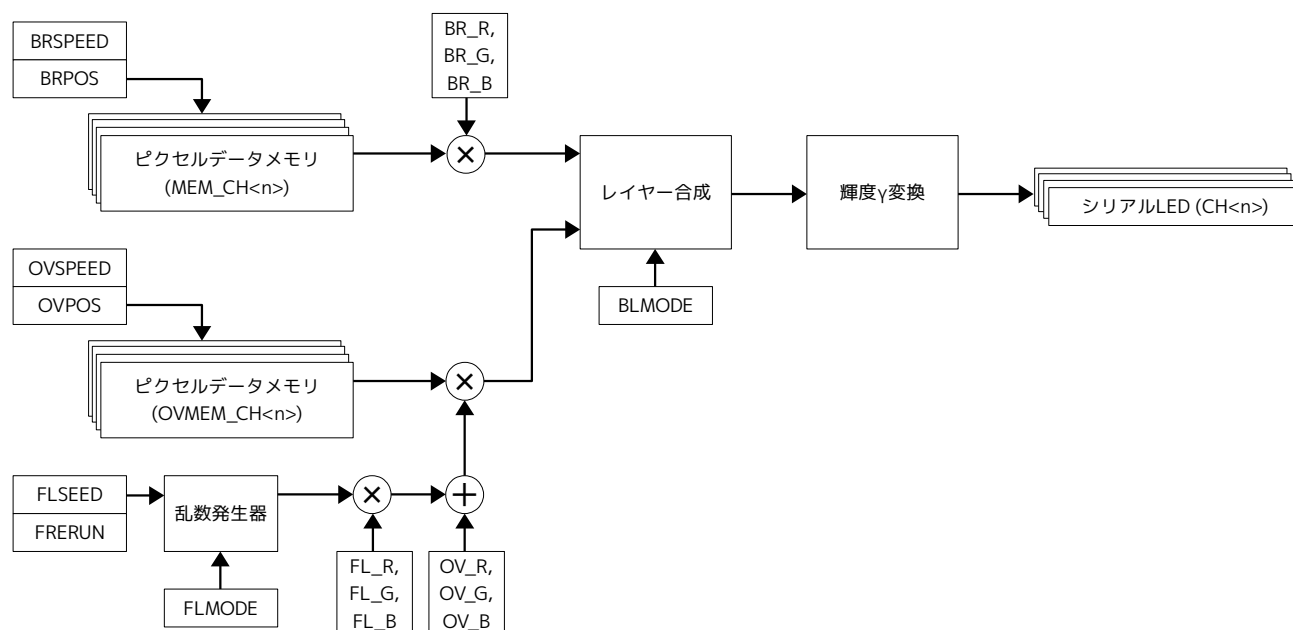 BRSPEED
BRPOS
BR_R,
BR_G,
BR_B
ピクセルデータメモリ
(MEM_CH<n>)
×
レイヤー合成
輝度γ変換
シリアルLED (CH<n>)
BLMODE
OVSPEED
OVPOS
ピクセルデータメモリ
(OVMEM_CH<n>)
×
FLSEED
FRERUN
乱数発生器
×
+
FLMODE
FL_R,
FL_G,
FL_B
OV_R,
OV_G,
OV_B